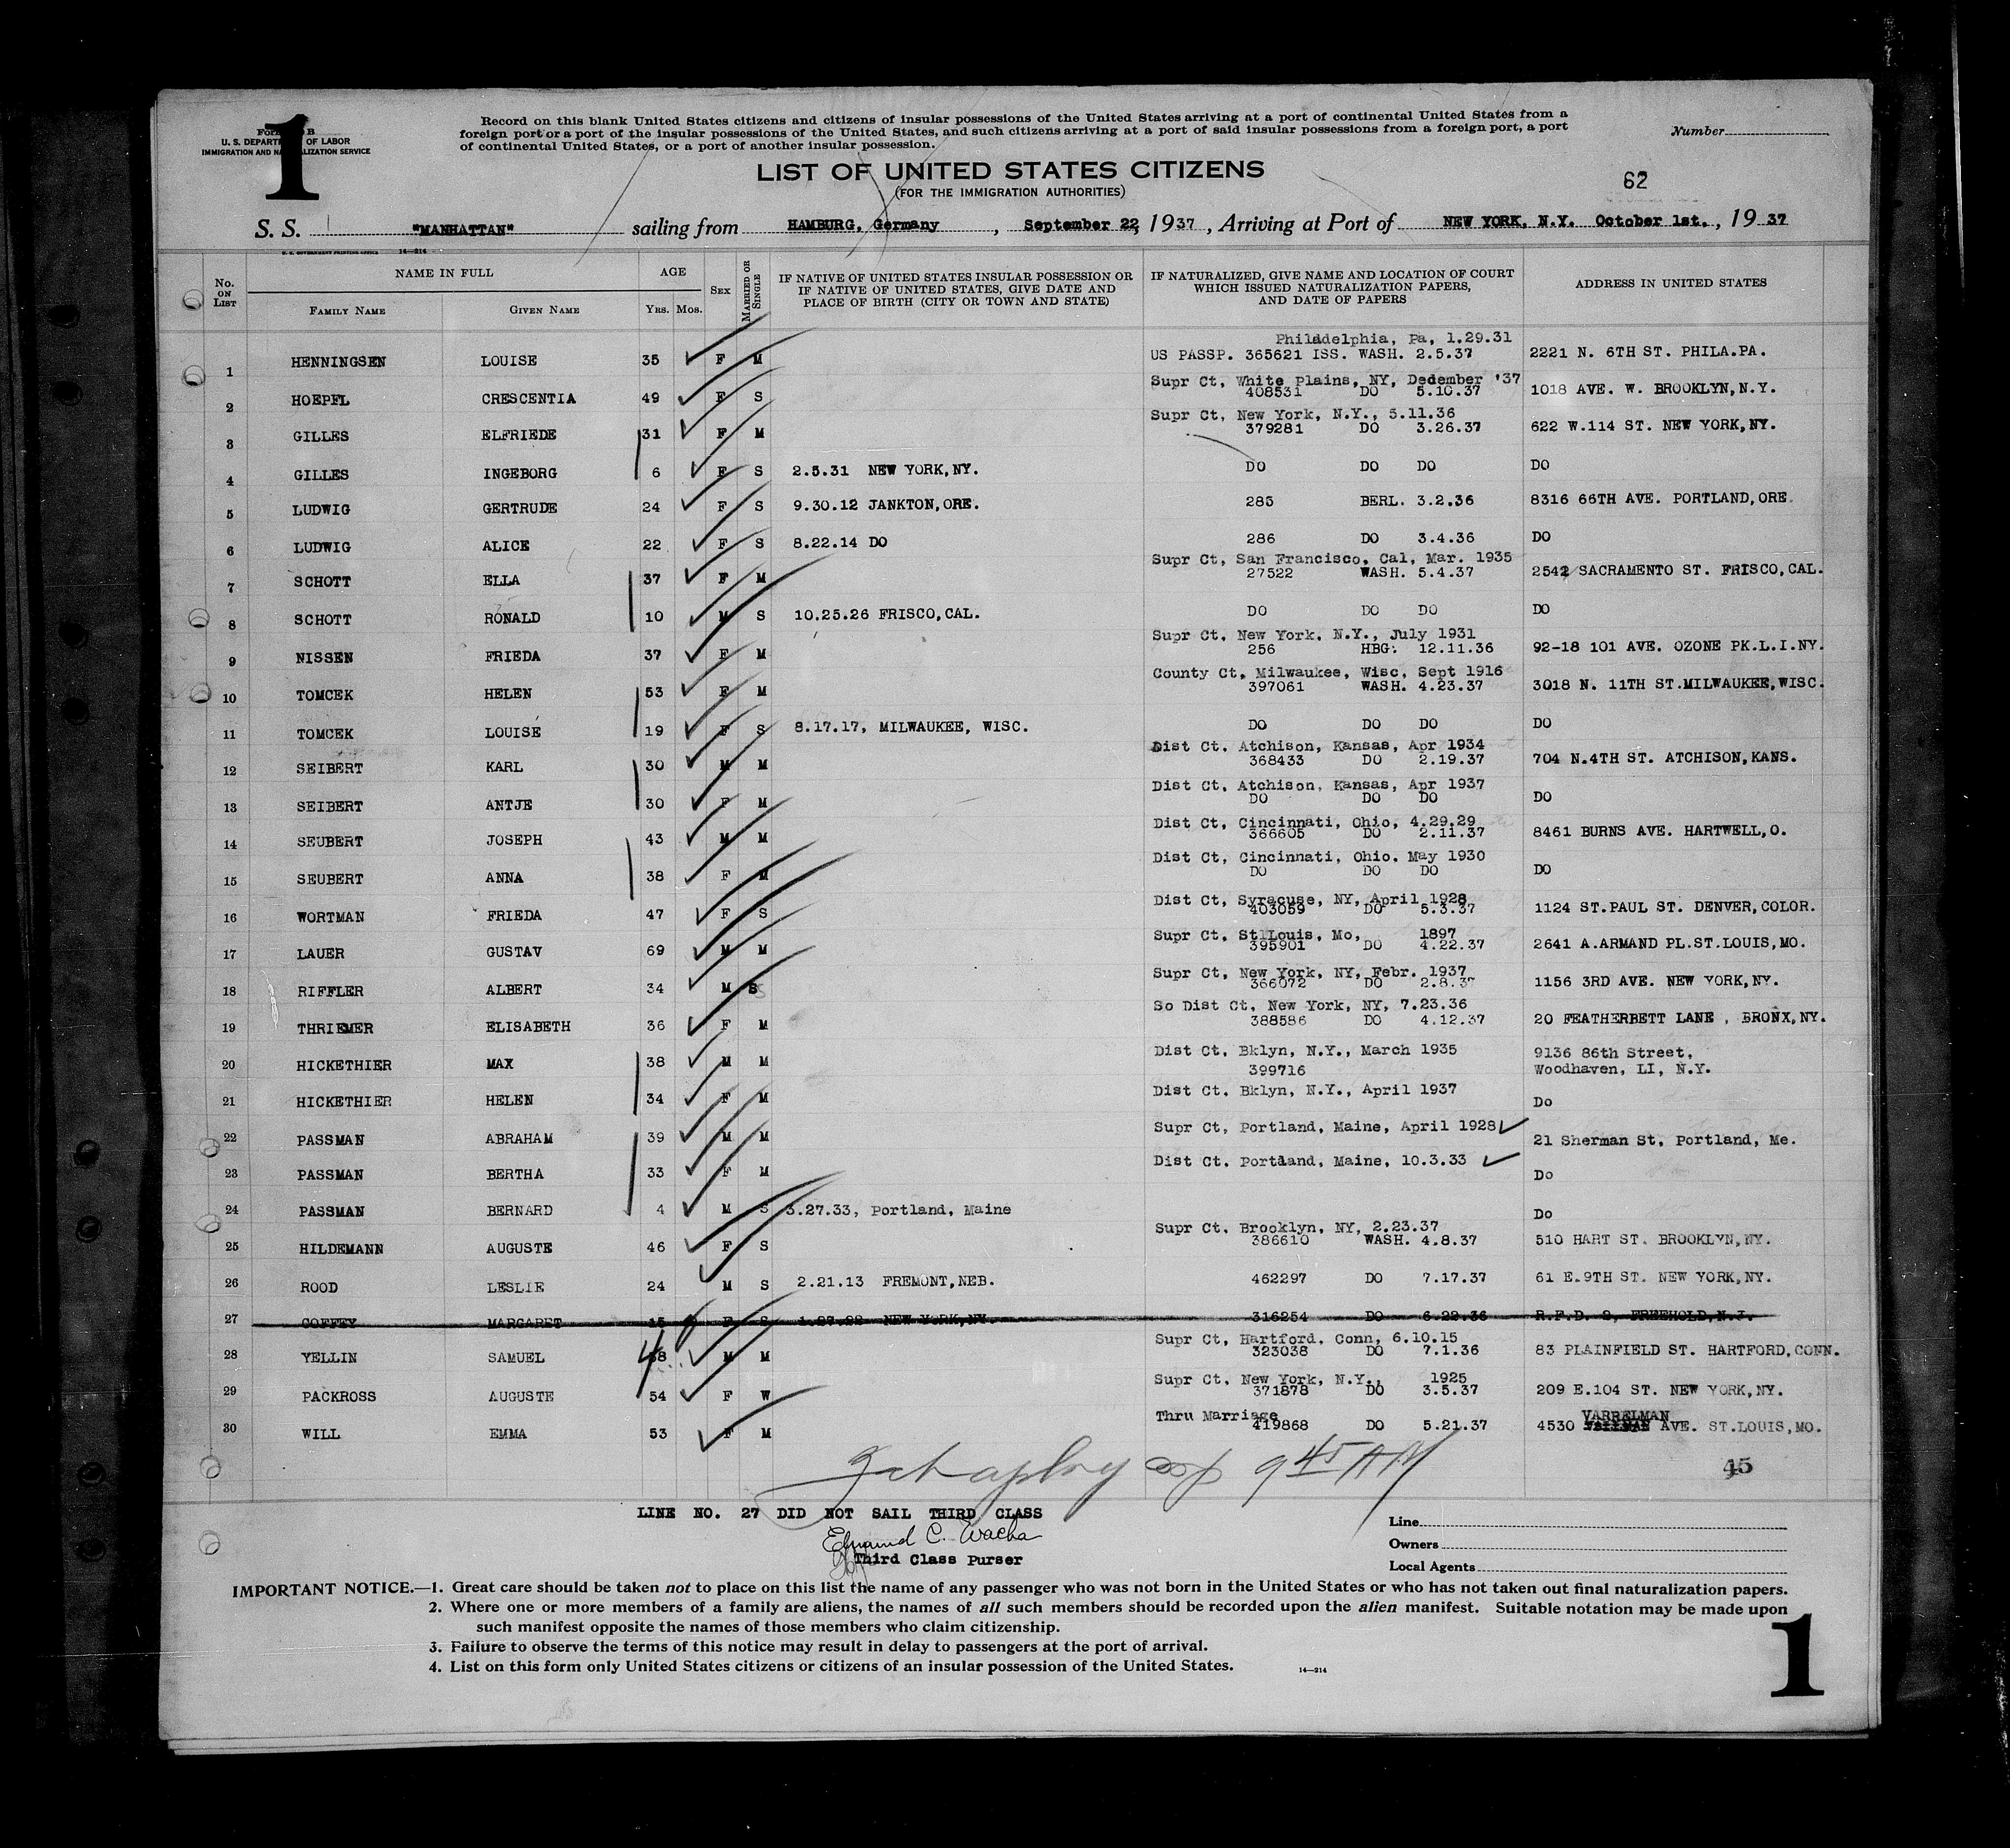 1
U. S. DEPARTMENT OF LABOR
IMMIGRATION AND NATURALIZATION SERVICE
Record on this blank United States citizens and citizens of insular possessions of the United States arriving at a port of continental United States from a
foreign port or a port of the insular possessions of the United States, and such citizens arriving at a port of said insular possessions from a foreign port, a port
of continental United States, or a port of another insular possession.
Number
LIST OF UNITED STATES CITIZENS
(FOR THE IMMIGRATION AUTHORITIES)
62
S. S. "MANHATTAN" sailing from HAMBURG, Germany, September 22, 1937, Arriving at Port of NEW YORK, N.Y. October 1st., 1937
U. S. GOVERNMENT PRINTING OFFICE 14—214
No. ON LIST NAME IN FULL FAMILY NAME GIVEN NAME AGE YRS. MOS. SEX MARRIED OR SINGLE IF NATIVE OF UNITED STATES INSULAR POSSESSION OR IF NATIVE OF UNITED STATES, GIVE DATE AND PLACE OF BIRTH (CITY OR TOWN AND STATE) IF NATURALIZED, GIVE NAME AND LOCATION OF COURT WHICH ISSUED NATURALIZATION PAPERS, AND DATE OF PAPERS ADDRESS IN UNITED STATES
Philadelphia, Pa, 1.29.31
1 HENNINGSEN LOUISE 35 F M US PASSP. 365621 ISS. WASH. 2.5.37 2221 N. 6TH ST. PHILA.PA.
Supr Ct, White Plains, NY, Dedember '37
2 HOEPFL CRESCENTIA 49 F S 408531 DO 5.10.37 1018 AVE. W. BROOKLYN,N.Y.
Supr Ct, New York, N.Y., 5.11.36
3 GILLES ELFRIEDE 31 F M 379281 DO 3.26.37 622 W.114 ST. NEW YORK,NY.
4 GILLES INGEBORG 6 F S 2.5.31 NEW YORK,NY. DO DO DO DO
5 LUDWIG GERTRUDE 24 F S 9.30.12 JANKTON,ORE. 285 BERL. 3.2.36 8316 66TH AVE. PORTLAND,ORE.
6 LUDWIG ALICE 22 F S 8.22.14 DO 286 DO 3.4.36 DO
Supr Ct, San Francisco, Cal, Mar. 1935
7 SCHOTT ELLA 37 F M 27522 WASH. 5.4.37 2542 SACRAMENTO ST. FRISCO,CAL.
8 SCHOTT RONALD 10 M S 10.25.26 FRISCO,CAL. DO DO DO DO
Supr Ct, New York, N.Y., July 1931
9 NISSEN FRIEDA 37 F M 256 HBG. 12.11.36 92-18 101 AVE. OZONE PK.L.I.NY.
County Ct, Milwaukee, Wisc, Sept 1916
10 TOMCEK HELEN 53 F M 397061 WASH. 4.23.37 3018 N. 11TH ST.MILWAUKEE,WISC.
11 TOMCEK LOUISE 19 F S 8.17.17, MILWAUKEE, WISC. DO DO DO DO
Dist Ct. Atchison, Kansas, Apr 1934
12 SEIBERT KARL 30 M M 368433 DO 2.19.37 704 N.4TH ST. ATCHISON,KANS.
Dist Ct. Atchison, Kansas, Apr 1937
13 SEIBERT ANTJE 30 F M DO DO DO DO
Dist Ct, Cincinnati, Ohio, 4.29.29
14 SEUBERT JOSEPH 43 M M 366605 DO 2.11.37 8461 BURNS AVE. HARTWELL,O.
Dist Ct, Cincinnati, Ohio. May 1930
15 SEUBERT ANNA 38 F M DO DO DO DO
Dist Ct, Syracuse, NY, April 1928
16 WORTMAN FRIEDA 47 F S 403059 DO 5.3.37 1124 ST.PAUL ST. DENVER,COLOR.
Supr Ct, St Louis, Mo, 1897
17 LAUER GUSTAV 69 M M 395901 DO 4.22.37 2641 A.ARMAND PL.ST.LOUIS,MO.
Supr Ct, New York, NY, Febr. 1937
18 RIFFLER ALBERT 34 M S 366072 DO 2.8.37 1156 3RD AVE. NEW YORK,NY.
So Dist Ct, New York, NY, 7.23.36
19 THRIEMER ELISABETH 36 F M 388586 DO 4.12.37 20 FEATHERBETT LANE , BRONX,NY.
20 HICKETHIER MAX 38 M M Dist Ct. Bklyn, N.Y., March 1935 9136 86th Street,
399716 Woodhaven, LI, N.Y.
21 HICKETHIER HELEN 34 F M Dist Ct. Bklyn, N.Y., April 1937 Do
22 PASSMAN ABRAHAM 39 M M Supr Ct, Portland, Maine, April 1928 21 Sherman St, Portland, Me.
23 PASSMAN BERTHA 33 F M Dist Ct. Portland, Maine, 10.3.33 Do
24 PASSMAN BERNARD 4 M S 3.27.33, Portland, Maine Do
Supr Ct. Brooklyn, NY, 2.23.37
25 HILDEMANN AUGUSTE 46 F S 386610 WASH. 4.8.37 510 HART ST. BROOKLYN,NY.
26 ROOD LESLIE 24 M S 2.21.13 FREMONT,NEB. 462297 DO 7.17.37 61 E.9TH ST. NEW YORK,NY.
27 COFFEY MARGARET 15 F S 1.27.22 NEW YORK,NY. 316254 DO 6.22.36 R.F.D. 2, FREEHOLD,N.J.
Supr Ct, Hartford, Conn, 6.10.15
28 YELLIN SAMUEL 48 M M 323038 DO 7.1.36 83 PLAINFIELD ST. HARTFORD,CONN.
Supr Ct. New York, N.Y., 1925
29 PACKROSS AUGUSTE 54 F W 371878 DO 3.5.37 209 E.104 ST. NEW YORK,NY.
Thru Marriage VARRELMAN
30 WILL EMMA 53 F M 419868 DO 5.21.37 4530 AVE. ST.LOUIS,MO.
9 45 AM
45
LINE NO. 27 DID NOT SAIL THIRD CLASS
Edmund C. Wacha
Third Class Purser
Line
Owners
Local Agents
IMPORTANT NOTICE.—1. Great care should be taken not to place on this list the name of any passenger who was not born in the United States or who has not taken out final naturalization papers.
2. Where one or more members of a family are aliens, the names of all such members should be recorded upon the alien manifest. Suitable notation may be made upon
such manifest opposite the names of those members who claim citizenship.
3. Failure to observe the terms of this notice may result in delay to passengers at the port of arrival.
4. List on this form only United States citizens or citizens of an insular possession of the United States.
14—214
1